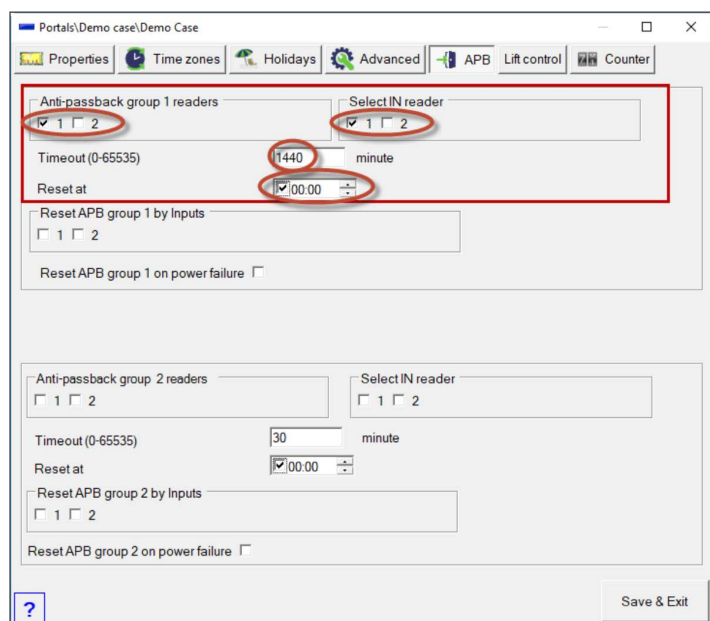 Portals\Demo case\Demo Case
Properties Time zones Holidays Advanced APB Lift control Counter
Anti-passback group 1 readers Select IN reader
1 2 1 2
Timeout (0-65535) 1440 minute
Reset at 00:00
Reset APB group 1 by Inputs
1 2
Reset APB group 1 on power failure
Anti-passback group 2 readers Select IN reader
1 2 1 2
Timeout (0-65535) 30 minute
Reset at 00:00
Reset APB group 2 by Inputs
1 2
Reset APB group 2 on power failure
? Save & Exit